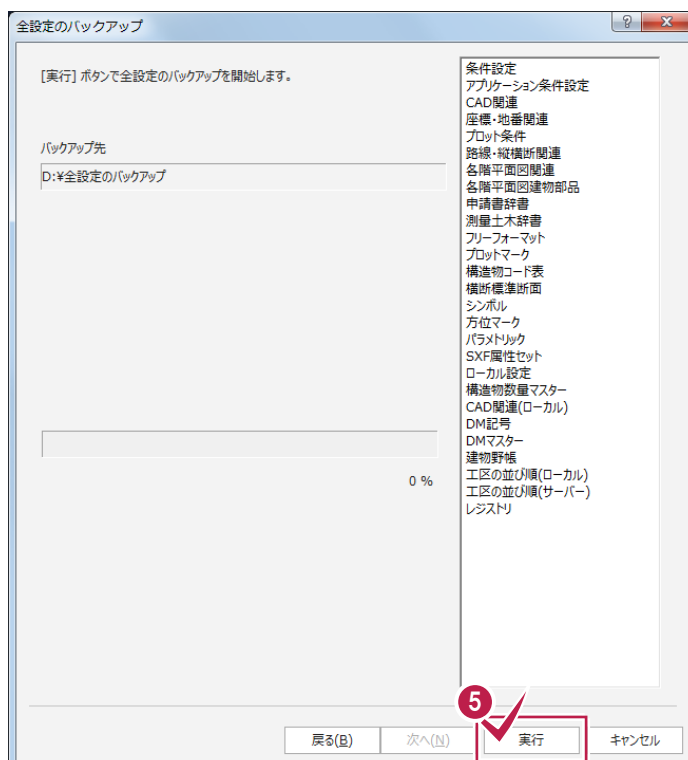 全設定のバックアップ
[実行] ボタンで全設定のバックアップを開始します。
バックアップ先
D:¥全設定のバックアップ
0 %
条件設定
アプリケーション条件設定
CAD関連
座標・地番関連
プロット条件
路線・縦横断関連
各階平面図関連
各階平面図建物部品
申請書辞書
測量土木辞書
フリーフォーマット
プロットマーク
構造物コード表
横断標準断面
シンボル
方位マーク
パラメトリック
SXF属性セット
ローカル設定
構造物数量マスター
CAD関連(ローカル)
DM記号
DMマスター
建物野帳
工区の並び順(ローカル)
工区の並び順(サーバー)
レジストリ
5
戻る(B) 次へ(N) 実行 キャンセル